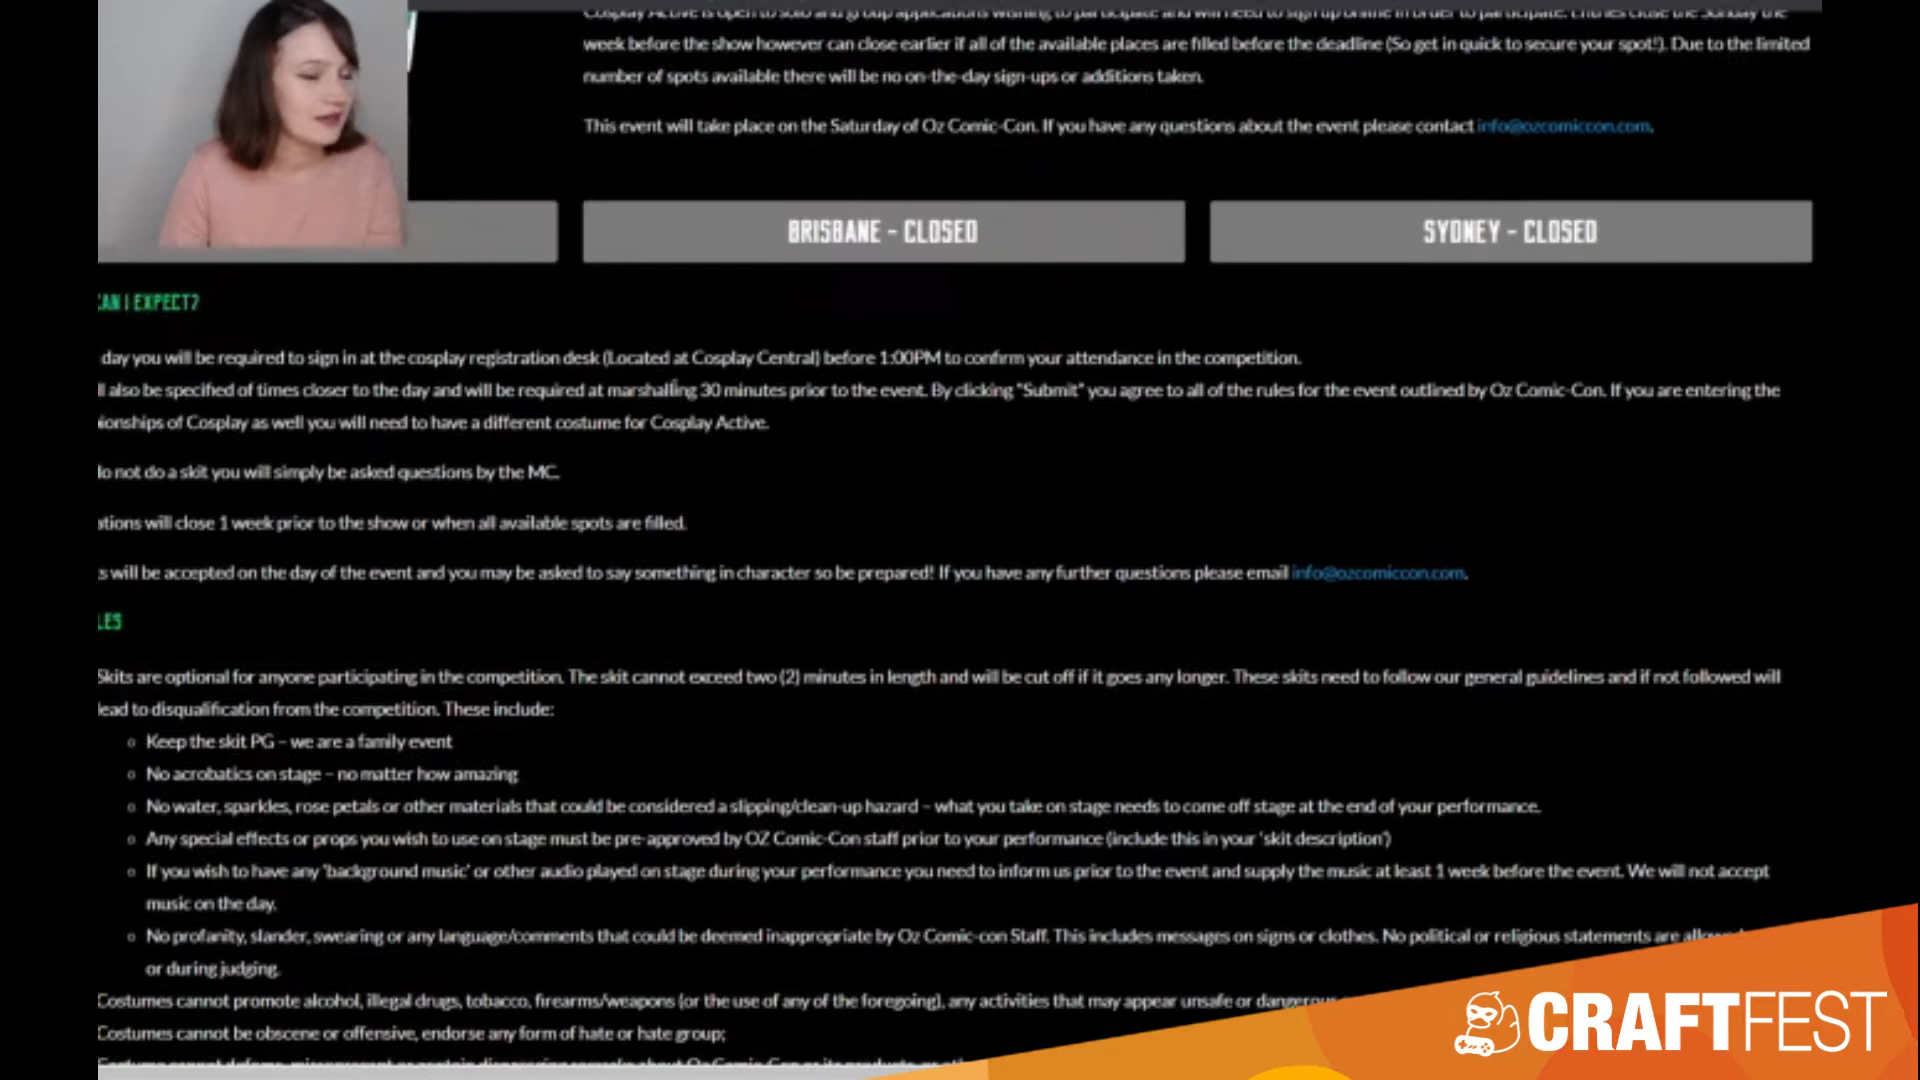 Cosplay Active is open to solo and group applications wishing to participate and will need to sign up online in order to participate. Entries close the Sunday the
week before the show however can close earlier if all of the available places are filled before the deadline (So get in quick to secure your spot!). Due to the limited
number of spots available there will be no on-the-day sign-ups or additions taken.
This event will take place on the Saturday of Oz Comic-Con. If you have any questions about the event please contact info@ozcomiccon.com.
BRISBANE - CLOSED
SYDNEY - CLOSED
CAN I EXPECT?
day you will be required to sign in at the cosplay registration desk (Located at Cosplay Central) before 1:00PM to confirm your attendance in the competition.
ll also be specified of times closer to the day and will be required at marshalling 30 minutes prior to the event. By clicking "Submit" you agree to all of the rules for the event outlined by Oz Comic-Con. If you are entering the
ionships of Cosplay as well you will need to have a different costume for Cosplay Active.
do not do a skit you will simply be asked questions by the MC.
ations will close 1 week prior to the show or when all available spots are filled.
s will be accepted on the day of the event and you may be asked to say something in character so be prepared! If you have any further questions please email info@ozcomiccon.com.
LES
Skits are optional for anyone participating in the competition. The skit cannot exceed two (2) minutes in length and will be cut off if it goes any longer. These skits need to follow our general guidelines and if not followed will
lead to disqualification from the competition. These include:
Keep the skit PG – we are a family event
No acrobatics on stage – no matter how amazing
No water, sparkles, rose petals or other materials that could be considered a slipping/clean-up hazard – what you take on stage needs to come off stage at the end of your performance.
Any special effects or props you wish to use on stage must be pre-approved by OZ Comic-Con staff prior to your performance (include this in your 'skit description')
If you wish to have any 'background music' or other audio played on stage during your performance you need to inform us prior to the event and supply the music at least 1 week before the event. We will not accept
music on the day.
No profanity, slander, swearing or any language/comments that could be deemed inappropriate by Oz Comic-con Staff. This includes messages on signs or clothes. No political or religious statements are
or during judging.
Costumes cannot promote alcohol, illegal drugs, tobacco, firearms/weapons (or the use of any of the foregoing), any activities that may appear unsafe or
Costumes cannot be obscene or offensive, endorse any form of hate or hate group;
CRAFTFEST